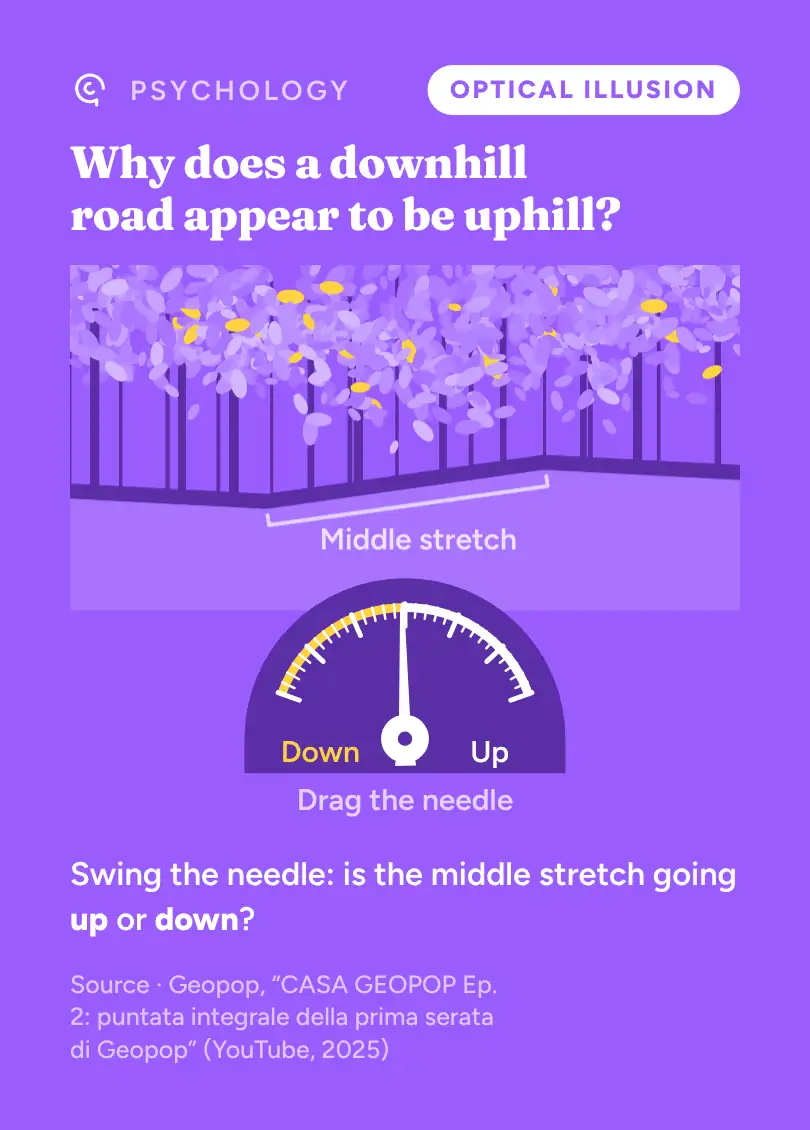 PSYCHOLOGY
OPTICAL ILLUSION
Why does a downhill
road appear to be uphill?
Middle stretch
Down
Up
Drag the needle
Swing the needle: is the middle stretch going
up or down?
Source · Geopop, “CASA GEOPOP Ep.
2: puntata integrale della prima serata
di Geopop” (YouTube, 2025)